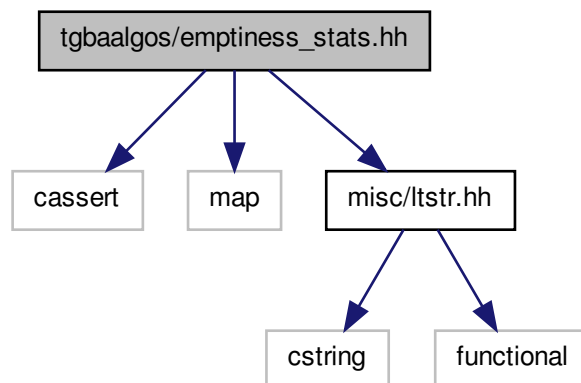 tgbaalgos/emptiness_stats.hh
cassert
map
misc/ltstr.hh
cstring
functional